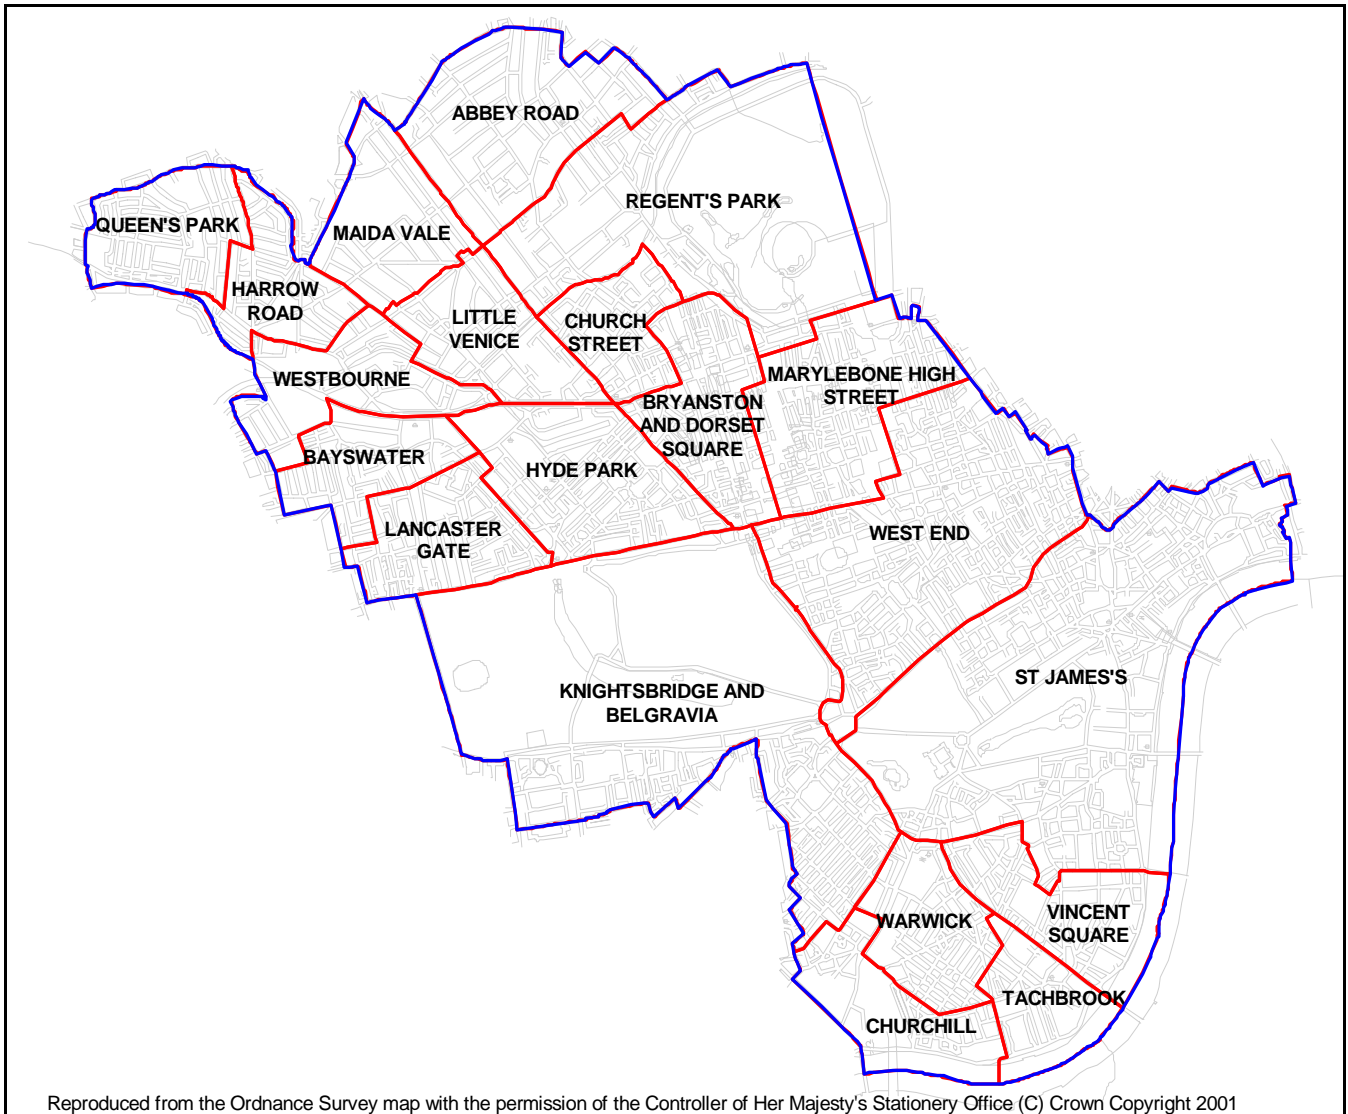 ABBEY ROAD
REGENT'S PARK
QUEEN'S PARK
MAIDA VALE
HARROW
ROAD
LITTLE
VENICE
CHURCH
STREET
WESTBOURNE
MARYLEBONE HIGH
STREET
BRYANSTON
AND DORSET
SQUARE
BAYSWATER
HYDE PARK
LANCASTER
GATE
WEST END
ST JAMES'S
KNIGHTSBRIDGE AND
BELGRAVIA
WARWICK
VINCENT
SQUARE
TACHBROOK
CHURCHILL
Reproduced from the Ordnance Survey map with the permission of the Controller of Her Majesty's Stationery Office (C) Crown Copyright 2001